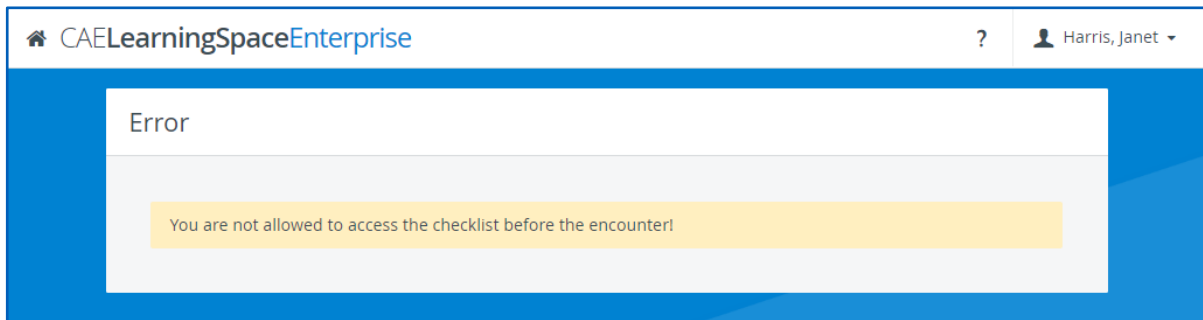 CAELearningSpaceEnterprise ? Harris, Janet
Error
You are not allowed to access the checklist before the encounter!